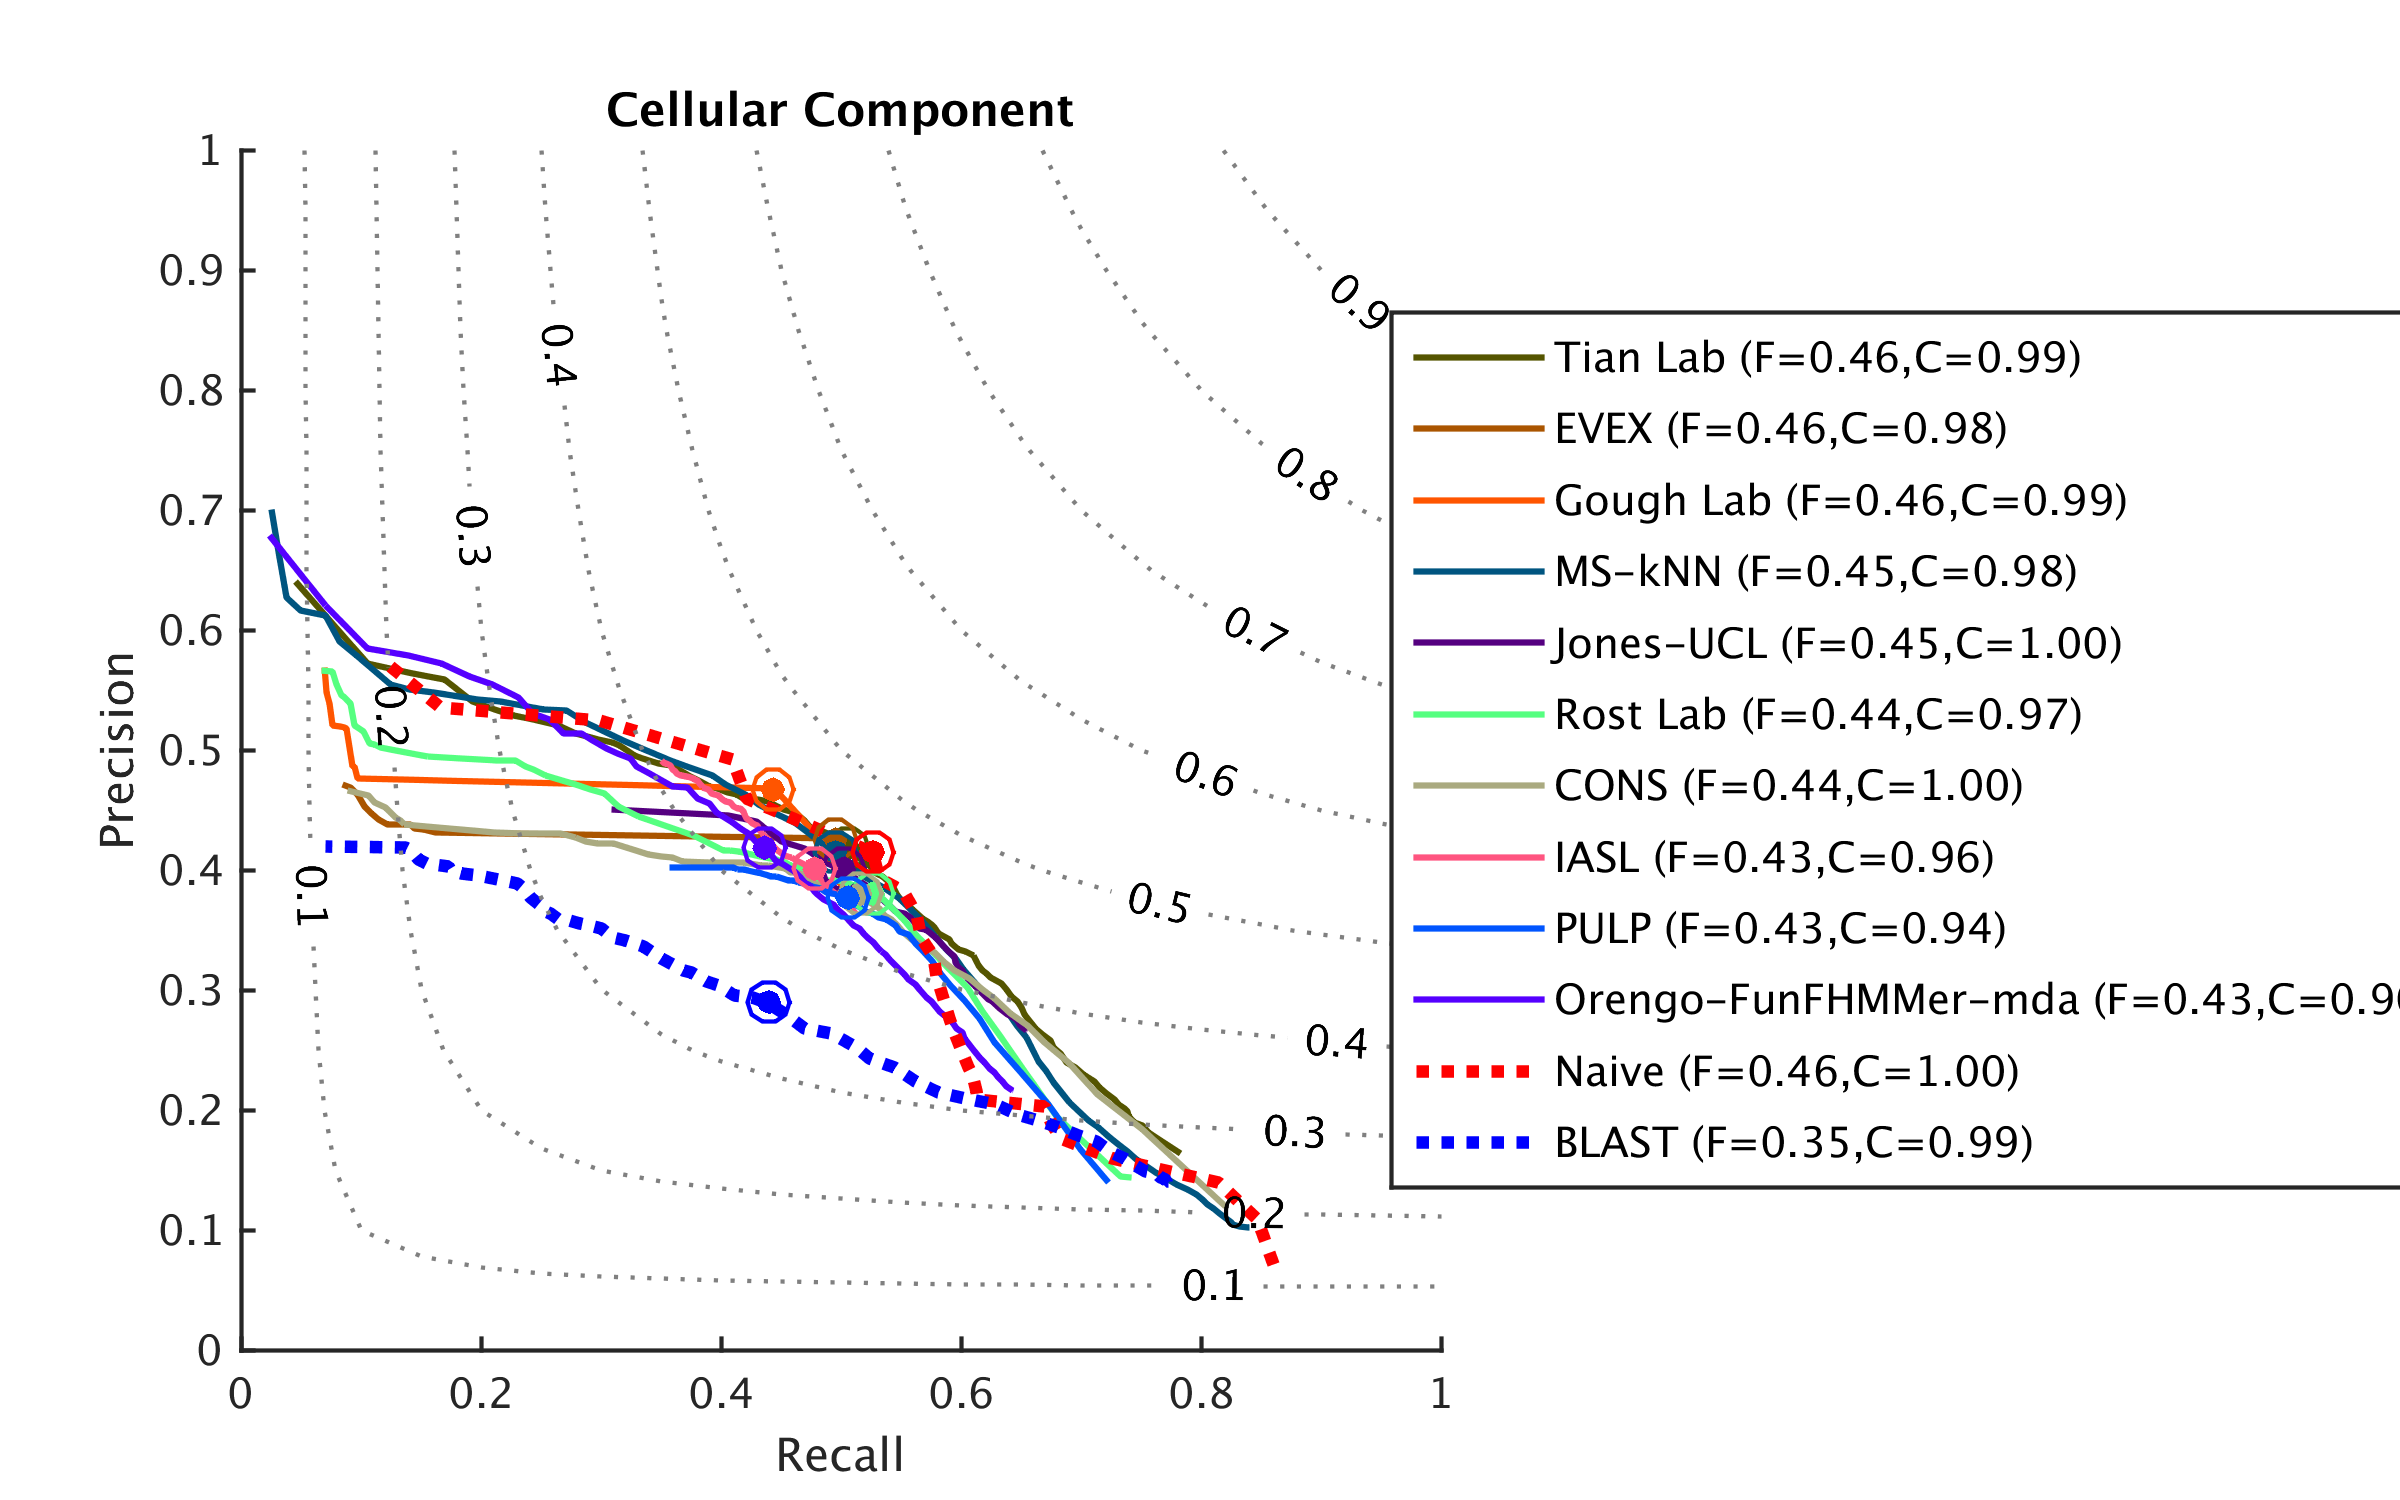 Cellular Component
1
0.9
0.8
0.7
0.6
0.5
0.4
0.3
0.2
0.1
0
Precision
0
0.2
0.4
0.6
0.8
1
Recall
0.1
0.2
0.3
0.4
0.9
0.8
0.7
0.6
0.5
0.4
0.3
0.2
0.1
Tian Lab (F=0.46,C=0.99)
EVEX (F=0.46,C=0.98)
Gough Lab (F=0.46,C=0.99)
MS-kNN (F=0.45,C=0.98)
Jones-UCL (F=0.45,C=1.00)
Rost Lab (F=0.44,C=0.97)
CONS (F=0.44,C=1.00)
IASL (F=0.43,C=0.96)
PULP (F=0.43,C=0.94)
Orengo-FunFHMMer-mda (F=0.43,C=0.9
Naive (F=0.46,C=1.00)
BLAST (F=0.35,C=0.99)